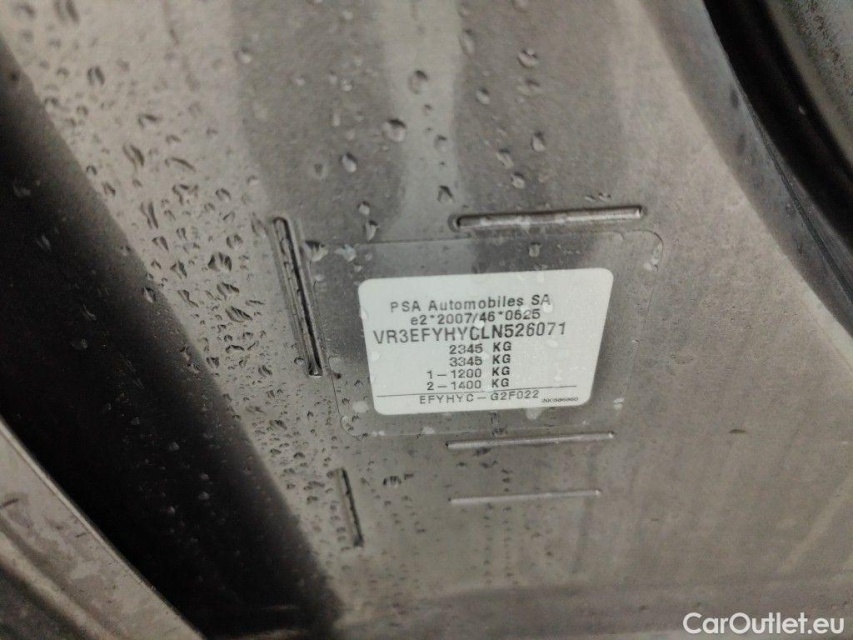 PSA Automobiles SA
e2*2007/46*0625
VR3EFYHYCLN526071
2345 KG
3345 KG
1-1200 KG
2-1400 KG
EFYHYC-G2F022
CarOutlet.eu